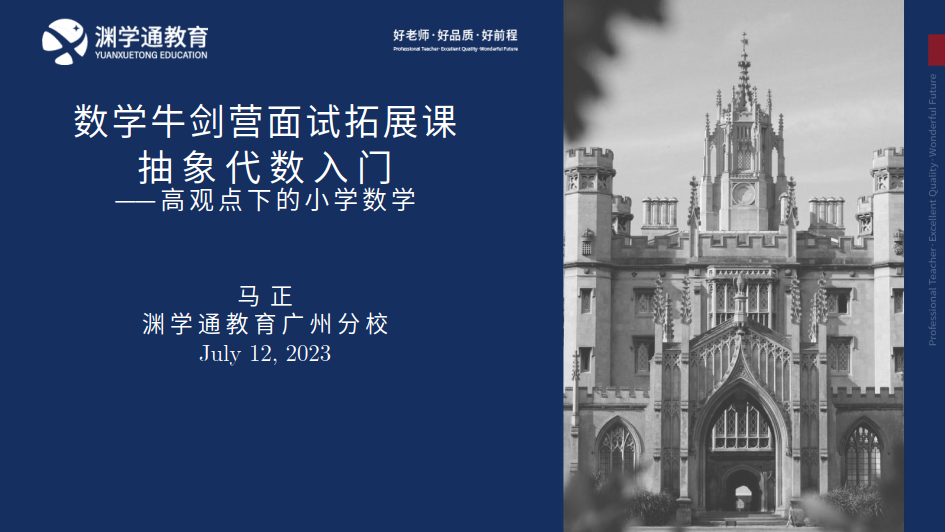 渊学通教育
YUANXUETONG EDUCATION
好老师·好品质·好前程
Professional Teacher·Excellent Quality·Wonderful Future
数学牛剑营面试拓展课
抽象代数入门
——高观点下的小学数学
马 正
渊学通教育广州分校
July 12, 2023
Professional Teacher·Excellent Quality·Wonderful Future